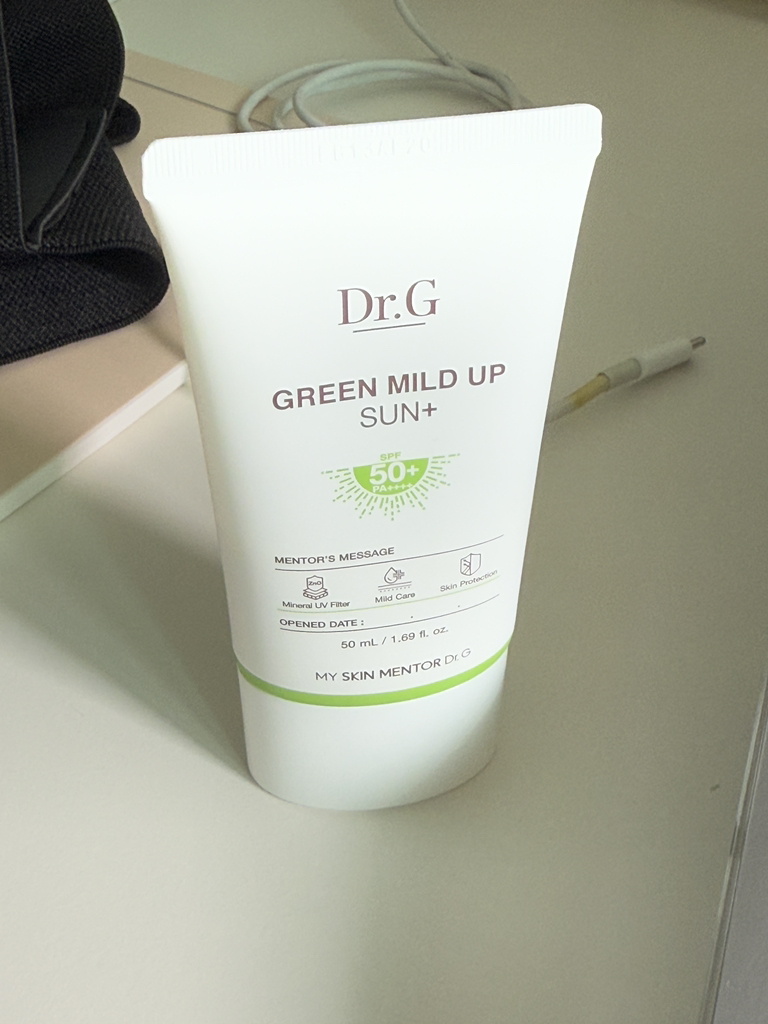 Dr.G
GREEN MILD UP
SUN+
SPF
50+
PA++++
MENTOR'S MESSAGE
ZnO
Mineral UV Filter
Mild Care
Skin Protection
OPENED DATE : . .
50 mL / 1.69 fl. oz.
MY SKIN MENTOR Dr. G